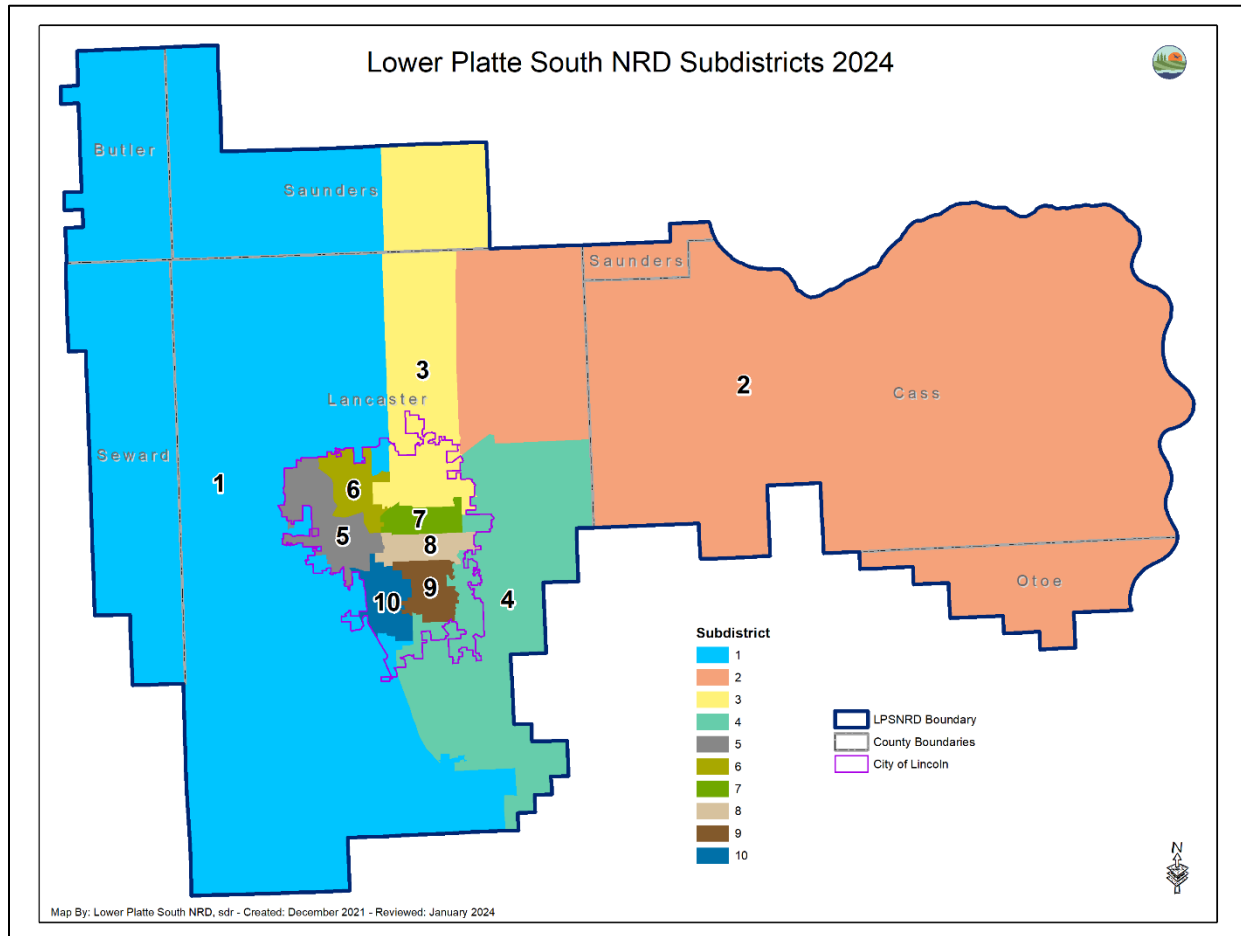 Lower Platte South NRD Subdistricts 2024
Butler
Saunders
Saunders
3
Lancaster
2
Cass
Seward
1
6
7
5
8
9
10
4
Otoe
Subdistrict
1
2
3
4
5
6
7
8
9
10
LPSNRD Boundary
County Boundaries
City of Lincoln
N
Map By: Lower Platte South NRD, sdr - Created: December 2021 - Reviewed: January 2024